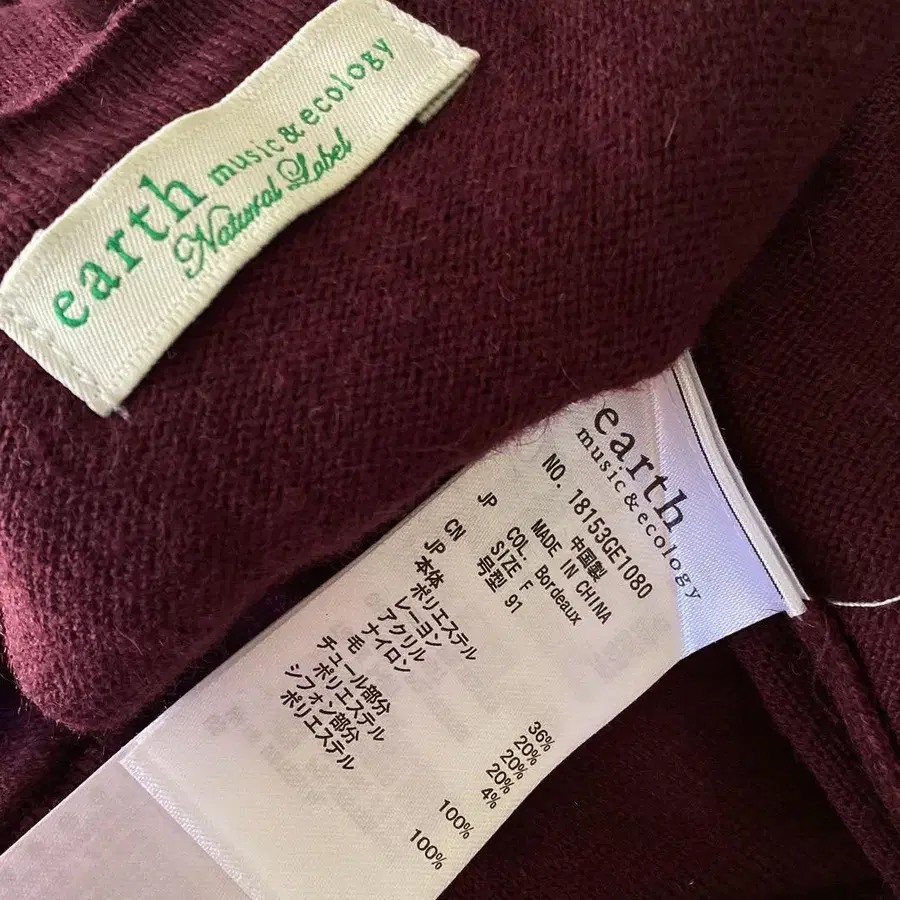 earth music&ecology
Natural Label
earth
music&ecology
NO. 18153GE1080
中国製
MADE IN CHINA
JP COL. Bordeaux
SIZE F
CN 号型 91
JP
本体 ポリエステル 36%
レーヨン 20%
アクリル 20%
ナイロン 20%
毛 4%
チュール部分
ポリエステル 100%
シフォン部分
ポリエステル 100%